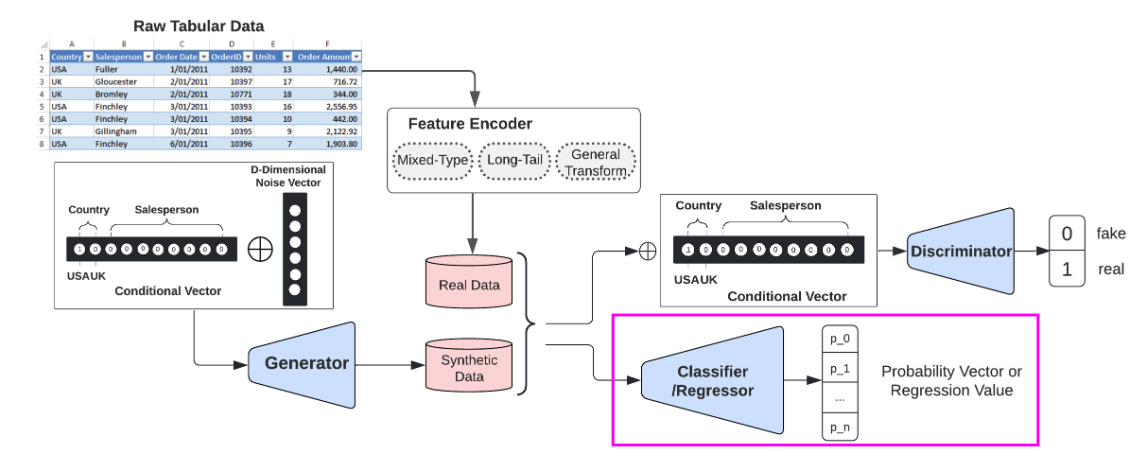 Raw Tabular Data
A B C D E F
1 Country Salesperson Order Date OrderID Units Order Amoun
2 USA Fuller 1/01/2011 10392 13 1,440.00
3 UK Gloucester 2/01/2011 10397 17 716.72
4 UK Bromley 2/01/2011 10771 18 344.00
5 USA Finchley 3/01/2011 10393 16 2,556.95
6 USA Finchley 3/01/2011 10394 10 442.00
7 UK Gillingham 3/01/2011 10395 9 2,122.92
8 USA Finchley 6/01/2011 10396 7 1,903.80
Feature Encoder
Mixed-Type
Long-Tail
General
Transform.
D-Dimensional
Noise Vector
Country Salesperson
1 0 0 0 0 0 0 0 0 0
USA UK
Conditional Vector
Generator
Real Data
Synthetic
Data
Country Salesperson
1 0 0 0 0 0 0 0 0 0
USA UK
Conditional Vector
Discriminator
0 fake
1 real
Classifier
/Regressor
p_0
p_1
...
p_n
Probability Vector or
Regression Value